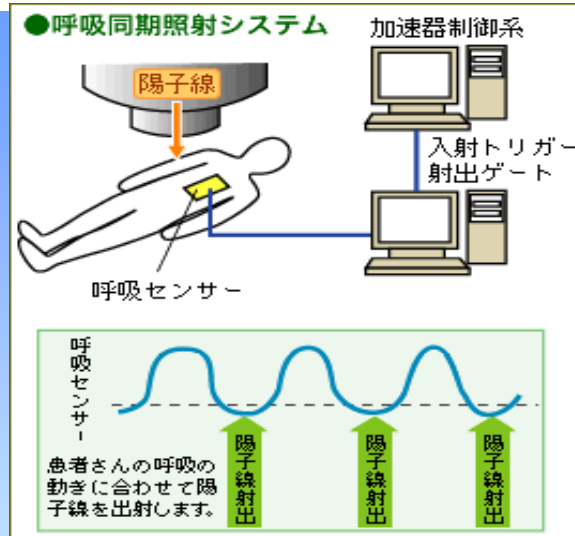 ●呼吸同期照射システム
加速器制御系
陽子線
入射トリガー
射出ゲート
呼吸センサー
呼吸センサー
患者さんの呼吸の
動きに合わせて陽
子線を出射します。
陽子線射出
陽子線射出
陽子線射出